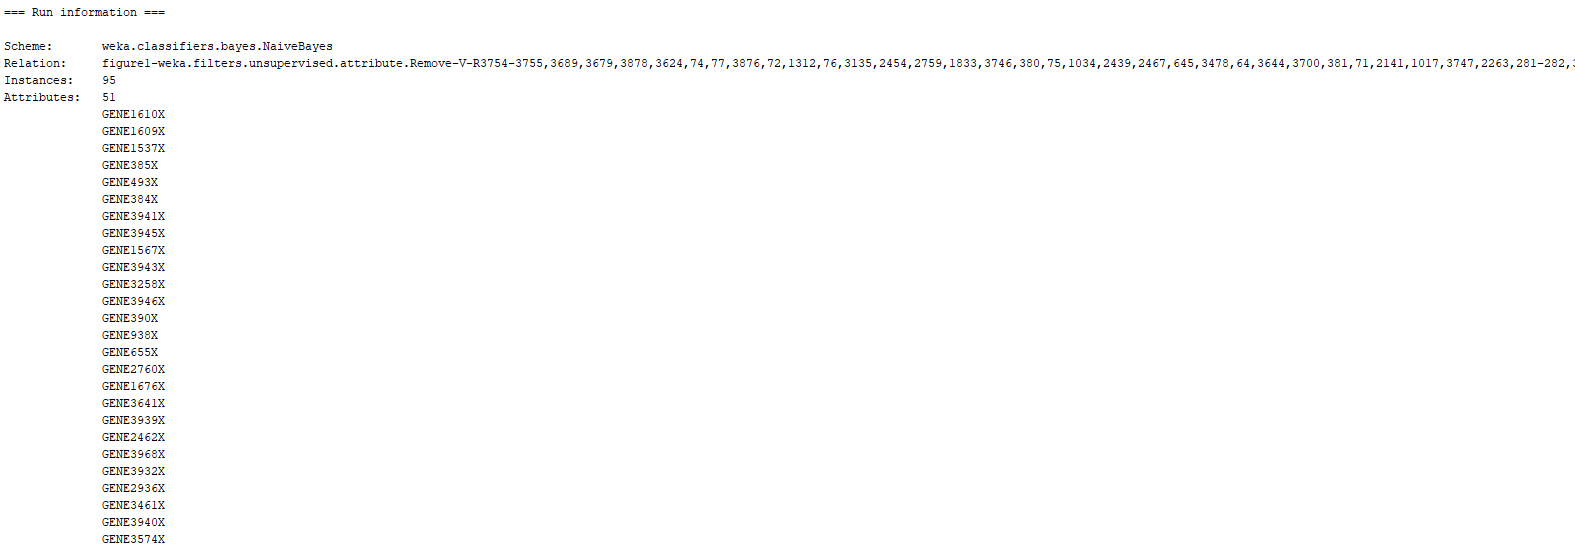 === Run information ===
Scheme: weka.classifiers.bayes.NaiveBayes
Relation: figure1-weka.filters.unsupervised.attribute.Remove-V-R3754-3755,3689,3679,3878,3624,74,77,3876,72,1312,76,3135,2454,2759,1833,3746,380,75,1034,2439,2467,645,3478,64,3644,3700,381,71,2141,1017,3747,2263,281-282,
Instances: 95
Attributes: 51
GENE1610X
GENE1609X
GENE1537X
GENE385X
GENE493X
GENE384X
GENE3941X
GENE3945X
GENE1567X
GENE3943X
GENE3258X
GENE3946X
GENE390X
GENE938X
GENE655X
GENE2760X
GENE1676X
GENE3641X
GENE3939X
GENE2462X
GENE3968X
GENE3932X
GENE2936X
GENE3461X
GENE3940X
GENE3574X